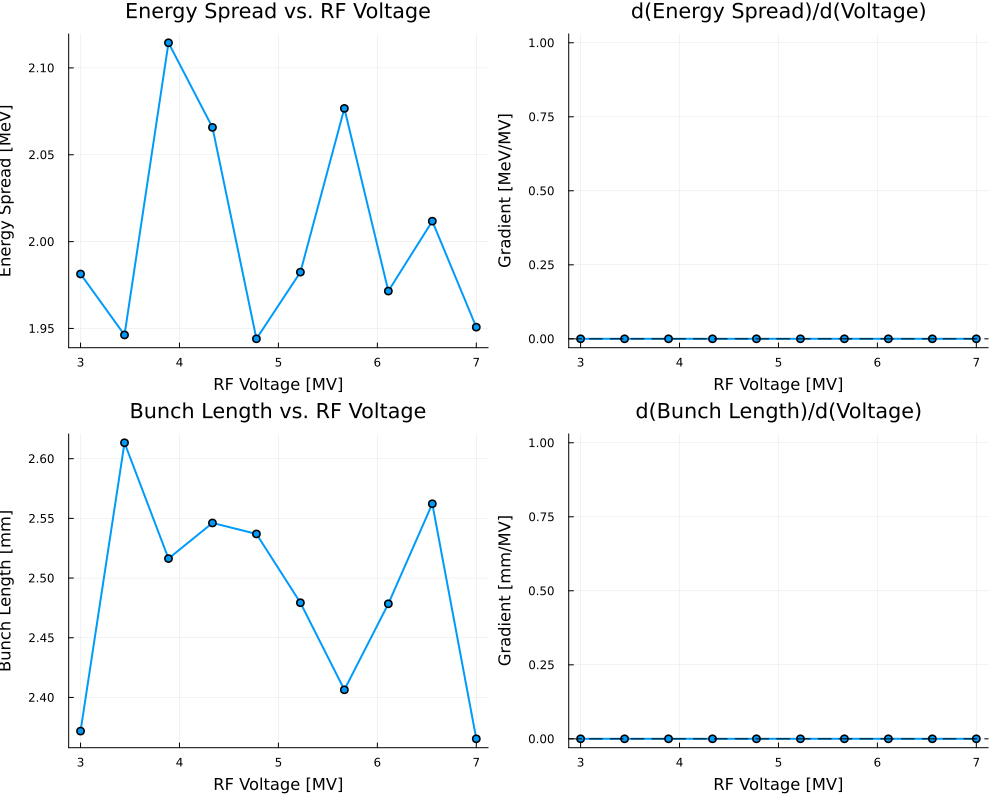 Energy Spread vs. RF Voltage
Energy Spread [MeV]
2.10
2.05
2.00
1.95
3 4 5 6 7
RF Voltage [MV]
d(Energy Spread)/d(Voltage)
Gradient [MeV/MV]
1.00
0.75
0.50
0.25
0.00
3 4 5 6 7
RF Voltage [MV]
Bunch Length vs. RF Voltage
Bunch Length [mm]
2.60
2.55
2.50
2.45
2.40
3 4 5 6 7
RF Voltage [MV]
d(Bunch Length)/d(Voltage)
Gradient [mm/MV]
1.00
0.75
0.50
0.25
0.00
3 4 5 6 7
RF Voltage [MV]